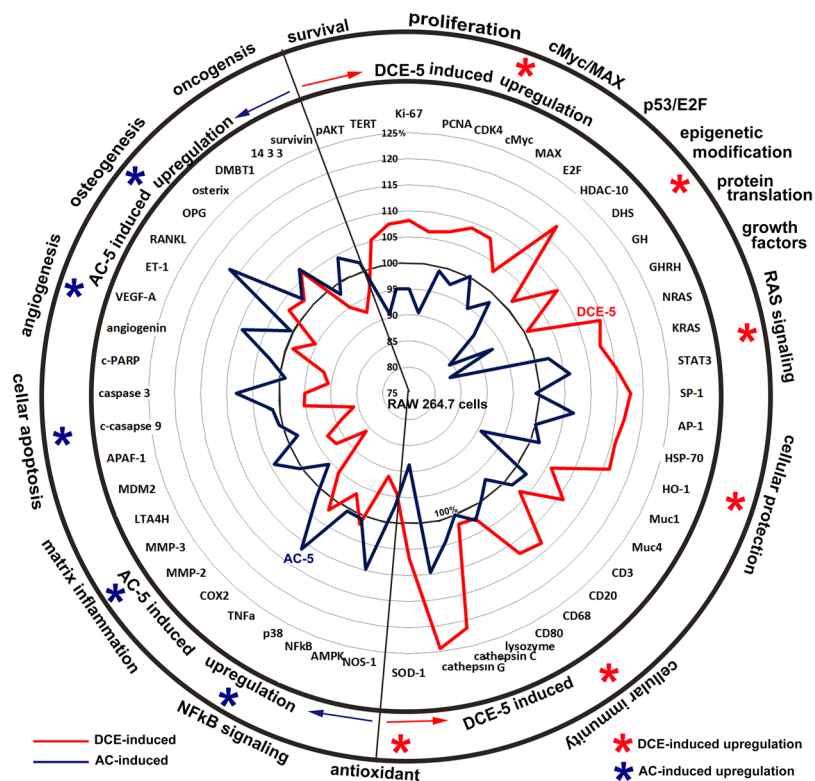 survival
proliferation
cMyc/MAX
p53/E2F
epigenetic
modification
protein
translation
growth
factors
RAS signaling
cellular protection
cellular immunity
antioxidant
NFkB signaling
matrix inflammation
cellar apoptosis
angiogenesis
osteogenesis
oncogensis
DCE-5 induced upregulation
AC-5 induced upregulation
AC-5 induced upregulation
DCE-5 induced
Ki-67
PCNA
CDK4
cMyc
MAX
E2F
HDAC-10
DHS
GH
GHRH
NRAS
KRAS
STAT3
SP-1
AP-1
HSP-70
HO-1
Muc1
Muc4
CD3
CD20
CD68
CD80
lysozyme
cathepsin C
cathepsin G
SOD-1
NOS-1
AMPK
NFkB
p38
TNFa
COX2
MMP-2
MMP-3
LTA4H
MDM2
APAF-1
c-casapse 9
caspase 3
c-PARP
angiogenin
VEGF-A
ET-1
RANKL
OPG
osterix
DMBT1
14 3 3
survivin
pAKT
TERT
125%
120
115
110
105
100
95
90
85
80
75
RAW 264.7 cells
100%
DCE-5
AC-5
DCE-induced
AC-induced
* DCE-induced upregulation
* AC-induced upregulation